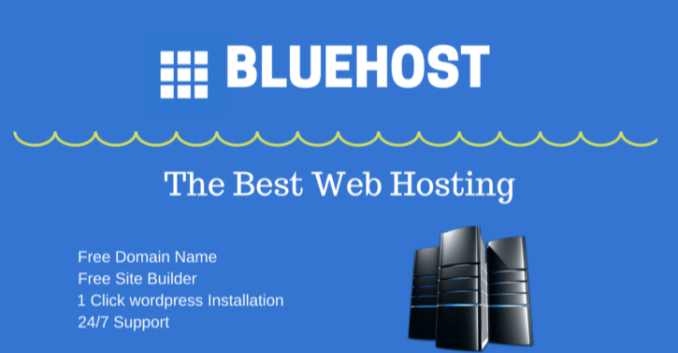 BLUEHOST
The Best Web Hosting
Free Domain Name
Free Site Builder
1 Click wordpress Installation
24/7 Support